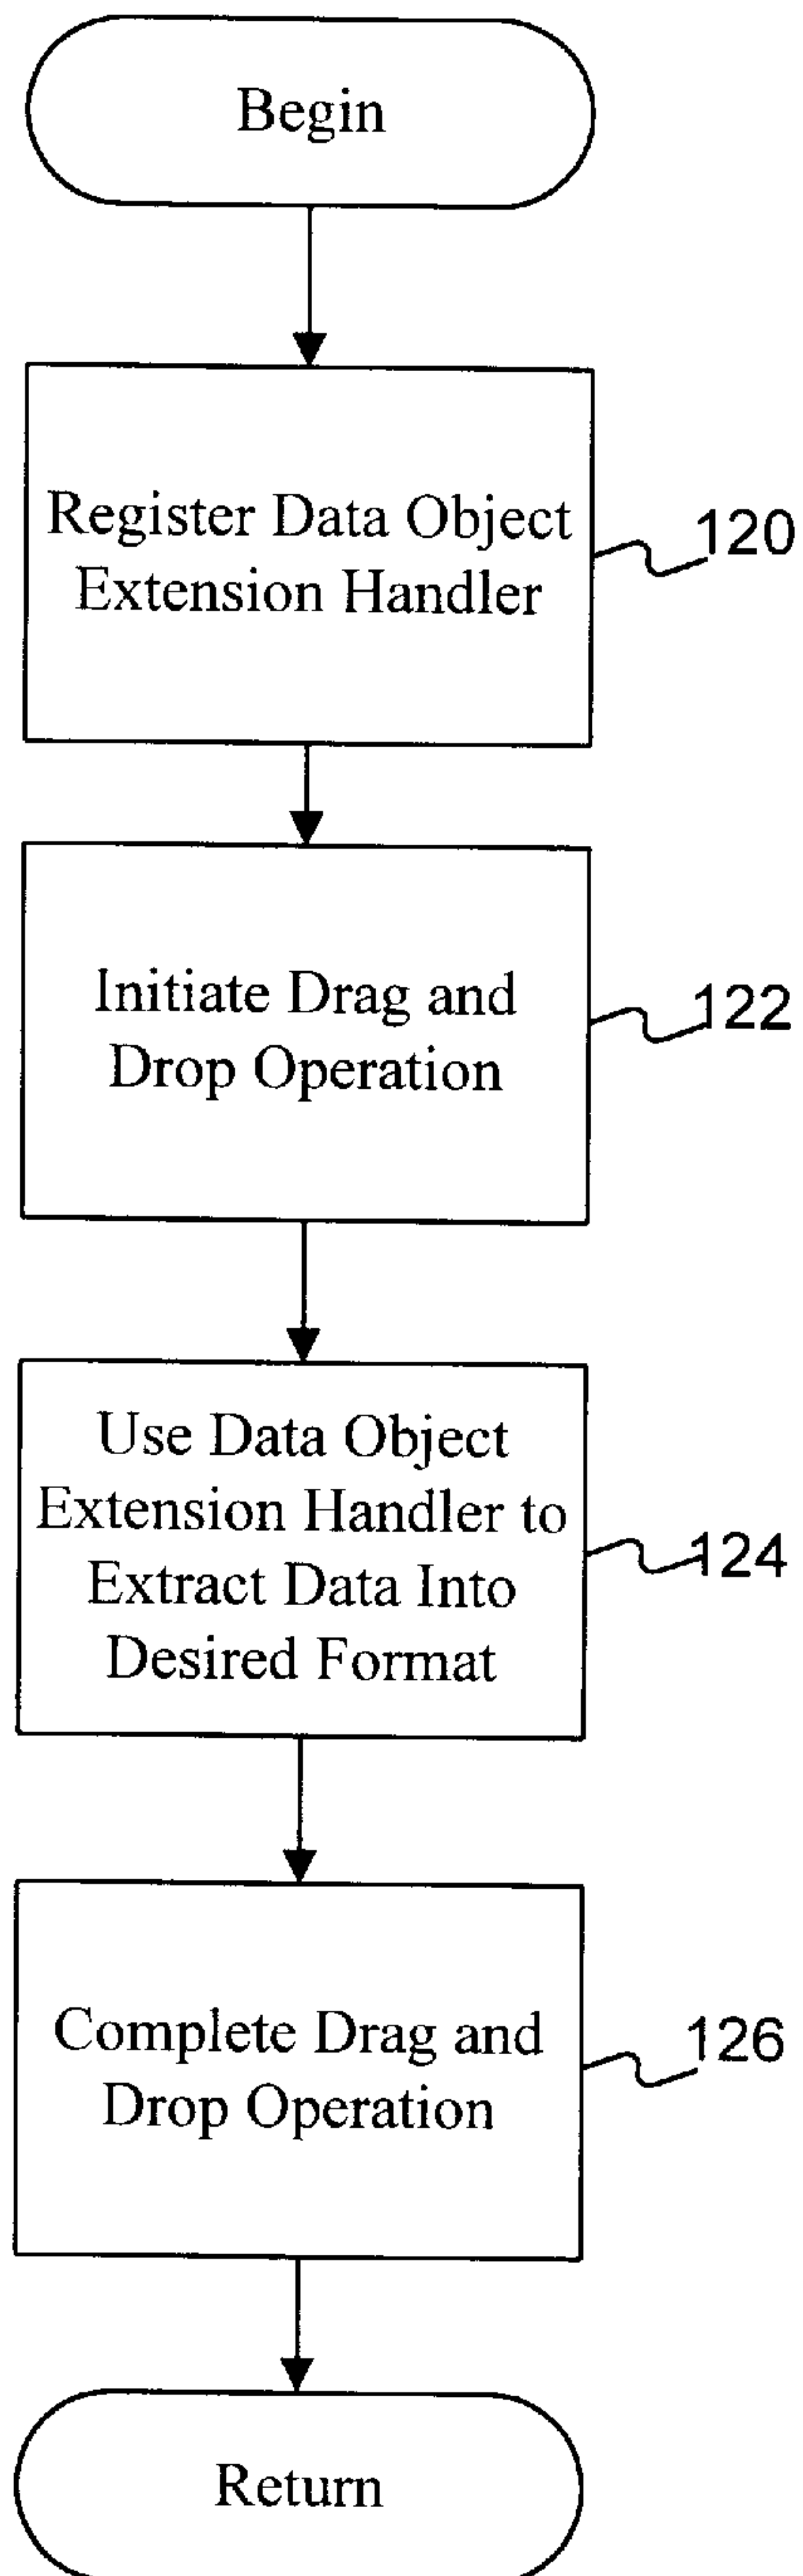 Begin
Register Data Object
Extension Handler
120
Initiate Drag and
Drop Operation
122
Use Data Object
Extension Handler to
Extract Data Into
Desired Format
124
Complete Drag and
Drop Operation
126
Return